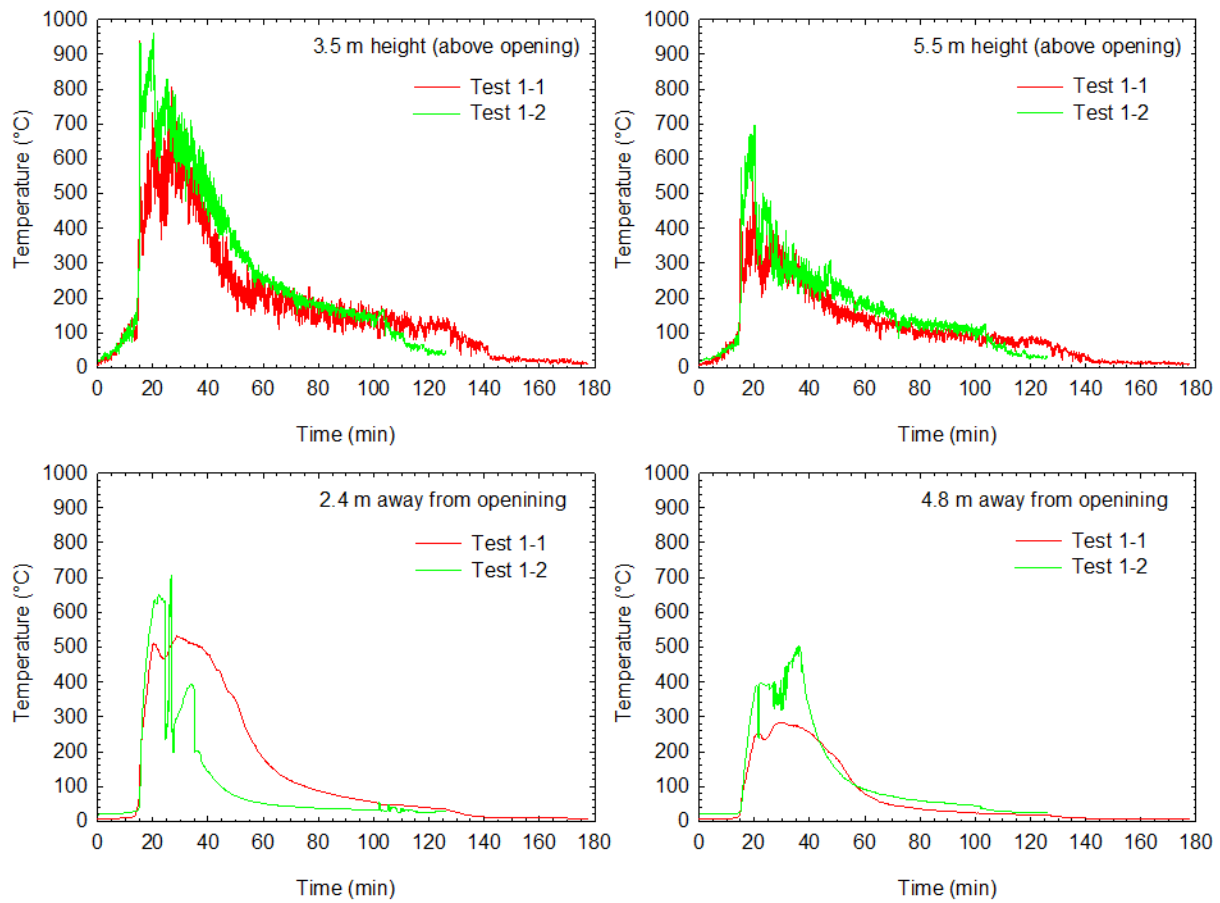 3.5 m height (above opening)
Test 1-1
Test 1-2
Temperature (°C)
1000
900
800
700
600
500
400
300
200
100
0
0 20 40 60 80 100 120 140 160 180
Time (min)
5.5 m height (above opening)
Test 1-1
Test 1-2
Temperature (°C)
1000
900
800
700
600
500
400
300
200
100
0
0 20 40 60 80 100 120 140 160 180
Time (min)
2.4 m away from openining
Test 1-1
Test 1-2
Temperature (°C)
1000
900
800
700
600
500
400
300
200
100
0
0 20 40 60 80 100 120 140 160 180
Time (min)
4.8 m away from openining
Test 1-1
Test 1-2
Temperature (°C)
1000
900
800
700
600
500
400
300
200
100
0
0 20 40 60 80 100 120 140 160 180
Time (min)